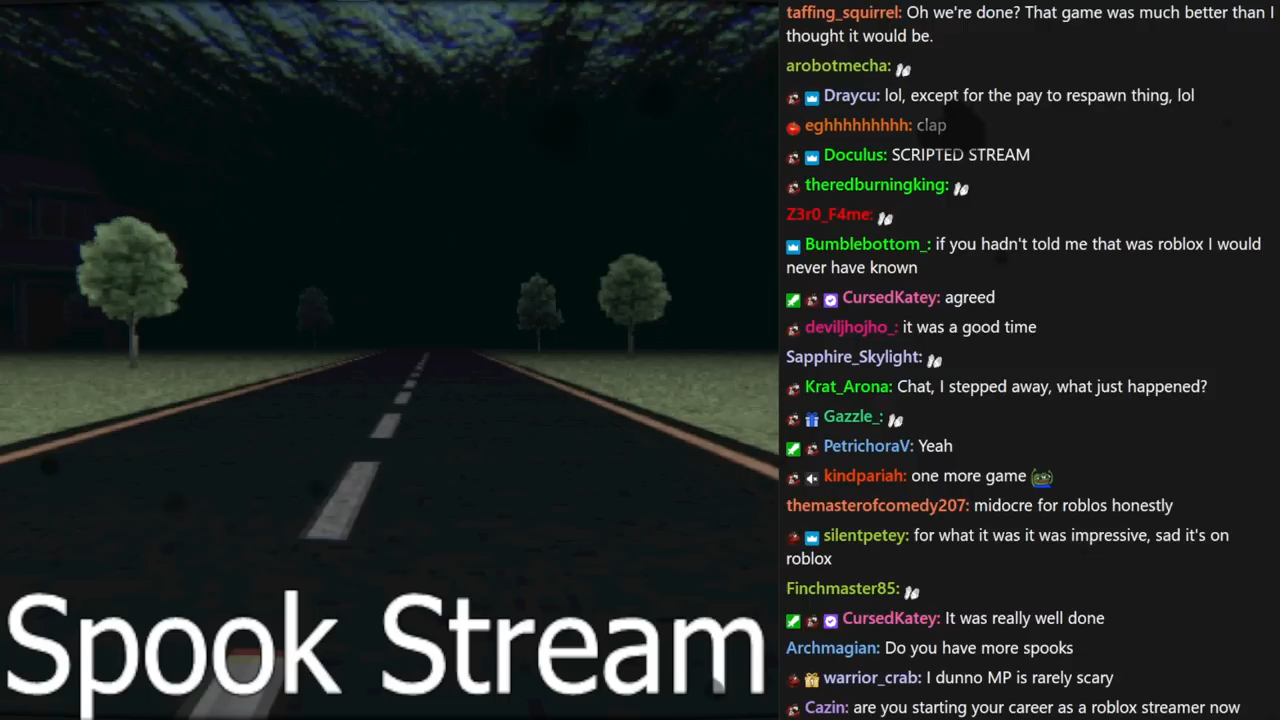 taffing_squirrel: Oh we're done? That game was much better than I
thought it would be.
arobotmecha:
Draycu: lol, except for the pay to respawn thing, lol
eghhhhhhhhh: clap
Doculus: SCRIPTED STREAM
theredburningking:
Z3r0_F4me:
Bumblebottom_: if you hadn't told me that was roblox I would
never have known
CursedKatey: agreed
deviljhojho_: it was a good time
Sapphire_Skylight:
Krat_Arona: Chat, I stepped away, what just happened?
Gazzle_:
PetrichoraV: Yeah
kindpariah: one more game
themasterofcomedy207: midocre for roblos honestly
silentpetey: for what it was it was impressive, sad it's on
roblox
Finchmaster85:
CursedKatey: It was really well done
Archmagian: Do you have more spooks
warrior_crab: I dunno MP is rarely scary
Cazin: are you starting your career as a roblox streamer now
Spook Stream